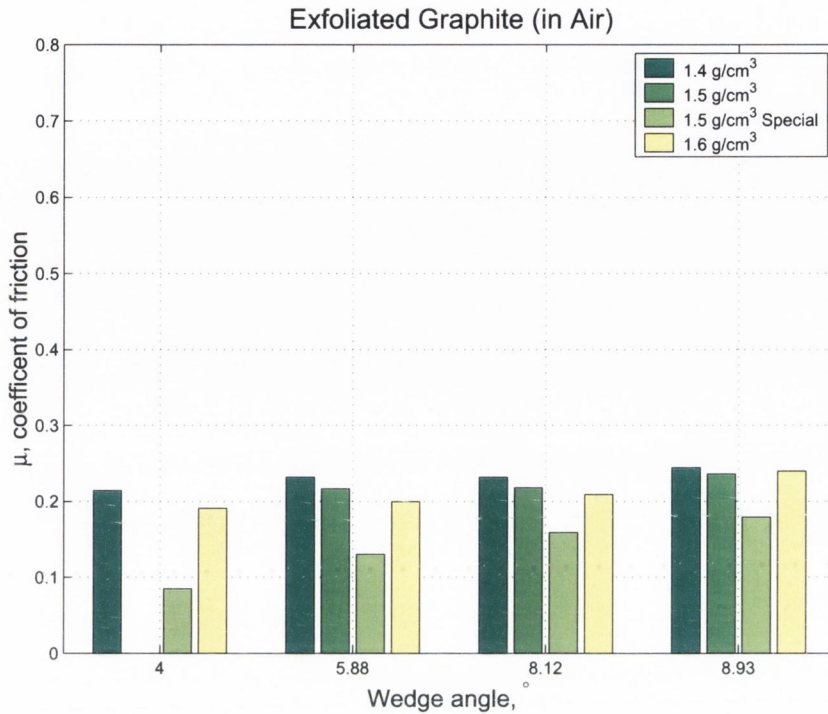 Exfoliated Graphite (in Air)
0.8
0.7
0.6
0.5
0.4
0.3
0.2
0.1
0
μ, coefficent of friction
1.4 g/cm³
1.5 g/cm³
1.5 g/cm³ Special
1.6 g/cm³
4
5.88
8.12
8.93
Wedge angle, °